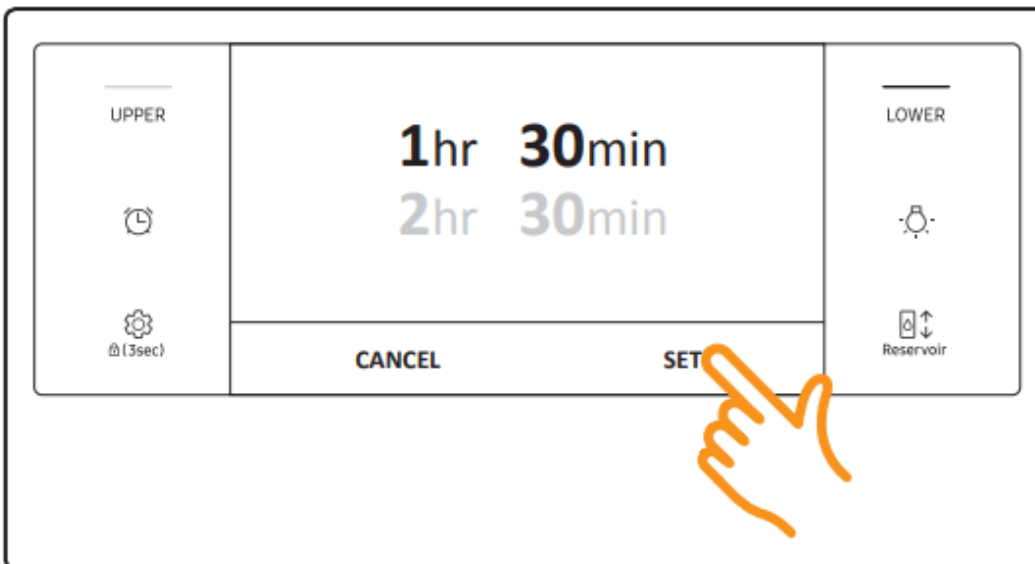 UPPER
LOWER
1hr 30min
2hr 30min
(3sec)
Reservoir
CANCEL
SET